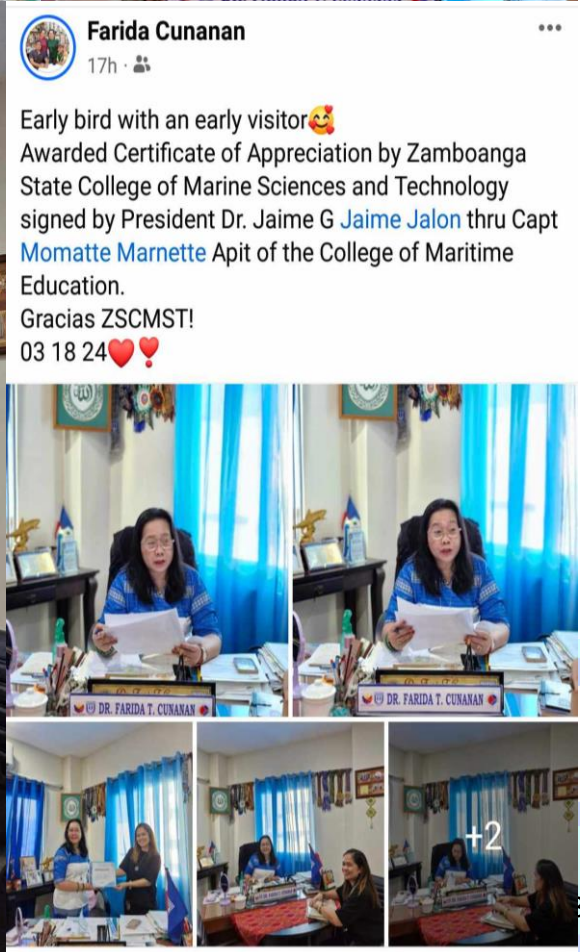 Farida Cunanan
17h ·
Early bird with an early visitor🥰
Awarded Certificate of Appreciation by Zamboanga
State College of Marine Sciences and Technology
signed by President Dr. Jaime G Jaime Jalon thru Capt
Momatte Marnette Apit of the College of Maritime
Education.
Gracias ZSCMST!
03 18 24❤️❣️
DR. FARIDA T. CUNANAN
DR. FARIDA T. CUNANAN
+2